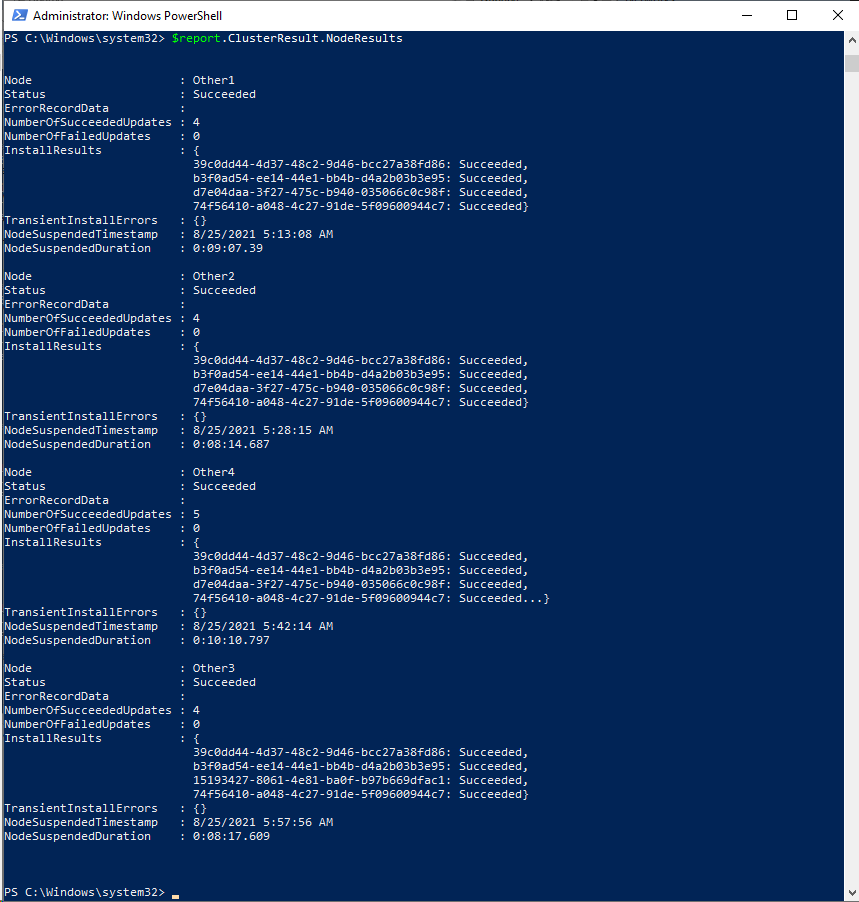 Administrator: Windows PowerShell
PS C:\Windows\system32> $report.ClusterResult.NodeResults
Node : Other1
Status : Succeeded
ErrorRecordData :
NumberOfSucceededUpdates : 4
NumberOfFailedUpdates : 0
InstallResults : {
39c0dd44-4d37-48c2-9d46-bcc27a38fd86: Succeeded,
b3f0ad54-ee14-44e1-bb4b-d4a2b03b3e95: Succeeded,
d7e04daa-3f27-475c-b940-035066c0c98f: Succeeded,
74f56410-a048-4c27-91de-5f09600944c7: Succeeded}
TransientInstallErrors : {}
NodeSuspendedTimestamp : 8/25/2021 5:13:08 AM
NodeSuspendedDuration : 0:09:07.39
Node : Other2
Status : Succeeded
ErrorRecordData :
NumberOfSucceededUpdates : 4
NumberOfFailedUpdates : 0
InstallResults : {
39c0dd44-4d37-48c2-9d46-bcc27a38fd86: Succeeded,
b3f0ad54-ee14-44e1-bb4b-d4a2b03b3e95: Succeeded,
d7e04daa-3f27-475c-b940-035066c0c98f: Succeeded,
74f56410-a048-4c27-91de-5f09600944c7: Succeeded}
TransientInstallErrors : {}
NodeSuspendedTimestamp : 8/25/2021 5:28:15 AM
NodeSuspendedDuration : 0:08:14.687
Node : Other4
Status : Succeeded
ErrorRecordData :
NumberOfSucceededUpdates : 5
NumberOfFailedUpdates : 0
InstallResults : {
39c0dd44-4d37-48c2-9d46-bcc27a38fd86: Succeeded,
b3f0ad54-ee14-44e1-bb4b-d4a2b03b3e95: Succeeded,
d7e04daa-3f27-475c-b940-035066c0c98f: Succeeded,
74f56410-a048-4c27-91de-5f09600944c7: Succeeded...}
TransientInstallErrors : {}
NodeSuspendedTimestamp : 8/25/2021 5:42:14 AM
NodeSuspendedDuration : 0:10:10.797
Node : Other3
Status : Succeeded
ErrorRecordData :
NumberOfSucceededUpdates : 4
NumberOfFailedUpdates : 0
InstallResults : {
39c0dd44-4d37-48c2-9d46-bcc27a38fd86: Succeeded,
b3f0ad54-ee14-44e1-bb4b-d4a2b03b3e95: Succeeded,
15193427-8061-4e81-ba0f-b97b669dfac1: Succeeded,
74f56410-a048-4c27-91de-5f09600944c7: Succeeded}
TransientInstallErrors : {}
NodeSuspendedTimestamp : 8/25/2021 5:57:56 AM
NodeSuspendedDuration : 0:08:17.609
PS C:\Windows\system32>